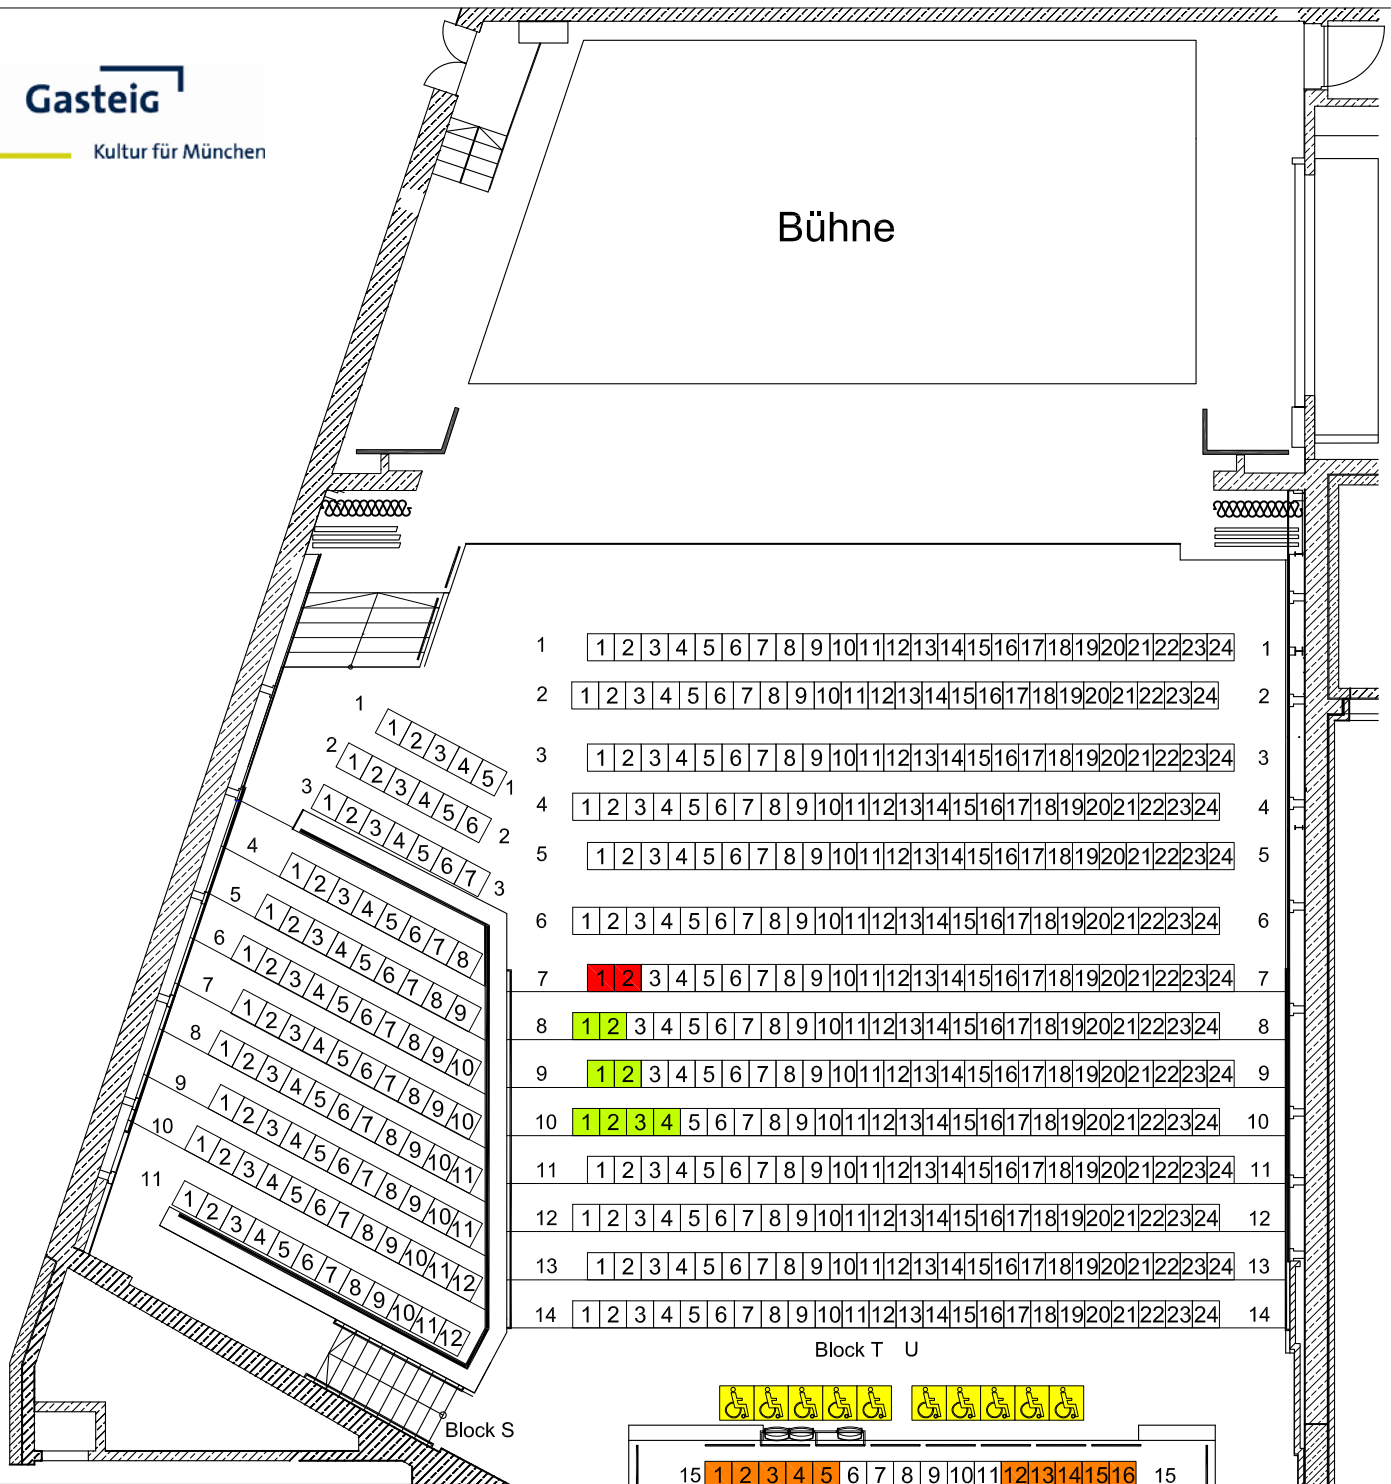 Gasteig
Kultur für München
Bühne
1 1 2 3 4 5 6 7 8 9 10 11 12 13 14 15 16 17 18 19 20 21 22 23 24 1
2 1 2 3 4 5 6 7 8 9 10 11 12 13 14 15 16 17 18 19 20 21 22 23 24 2
3 1 2 3 4 5 6 7 8 9 10 11 12 13 14 15 16 17 18 19 20 21 22 23 24 3
4 1 2 3 4 5 6 7 8 9 10 11 12 13 14 15 16 17 18 19 20 21 22 23 24 4
5 1 2 3 4 5 6 7 8 9 10 11 12 13 14 15 16 17 18 19 20 21 22 23 24 5
6 1 2 3 4 5 6 7 8 9 10 11 12 13 14 15 16 17 18 19 20 21 22 23 24 6
7 1 2 3 4 5 6 7 8 9 10 11 12 13 14 15 16 17 18 19 20 21 22 23 24 7
8 1 2 3 4 5 6 7 8 9 10 11 12 13 14 15 16 17 18 19 20 21 22 23 24 8
9 1 2 3 4 5 6 7 8 9 10 11 12 13 14 15 16 17 18 19 20 21 22 23 24 9
10 1 2 3 4 5 6 7 8 9 10 11 12 13 14 15 16 17 18 19 20 21 22 23 24 10
11 1 2 3 4 5 6 7 8 9 10 11 12 13 14 15 16 17 18 19 20 21 22 23 24 11
12 1 2 3 4 5 6 7 8 9 10 11 12 13 14 15 16 17 18 19 20 21 22 23 24 12
13 1 2 3 4 5 6 7 8 9 10 11 12 13 14 15 16 17 18 19 20 21 22 23 24 13
14 1 2 3 4 5 6 7 8 9 10 11 12 13 14 15 16 17 18 19 20 21 22 23 24 14
Block T U
1 1 2 3 4 5 1
2 1 2 3 4 5 6 2
3 1 2 3 4 5 6 7 3
4 1 2 3 4 5 6 7 8
5 1 2 3 4 5 6 7 8 9
6 1 2 3 4 5 6 7 8 9 10
7 1 2 3 4 5 6 7 8 9 10
8 1 2 3 4 5 6 7 8 9 10 11
9 1 2 3 4 5 6 7 8 9 10 11
10 1 2 3 4 5 6 7 8 9 10 11 12
11 1 2 3 4 5 6 7 8 9 10 11 12
Block S
15 1 2 3 4 5 6 7 8 9 10 11 12 13 14 15 16 15